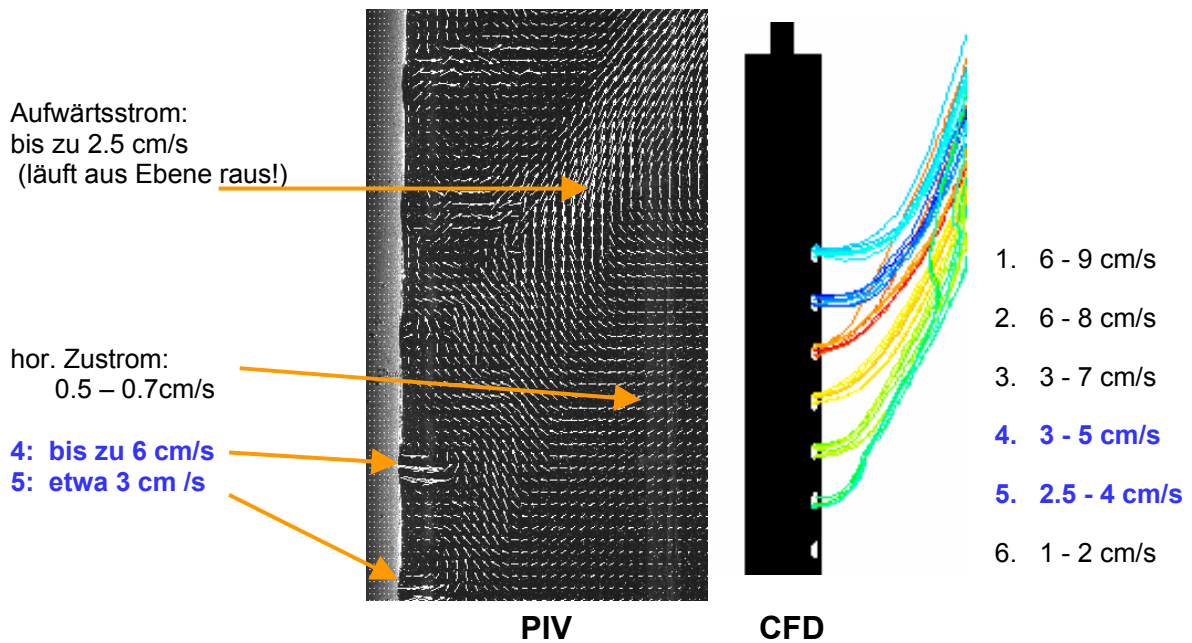 Aufwärtsstrom:
bis zu 2.5 cm/s
(läuft aus Ebene raus!)
hor. Zustrom:
0.5 – 0.7cm/s
4: bis zu 6 cm/s
5: etwa 3 cm /s
1. 6 - 9 cm/s
2. 6 - 8 cm/s
3. 3 - 7 cm/s
4. 3 - 5 cm/s
5. 2.5 - 4 cm/s
6. 1 - 2 cm/s
PIV
CFD